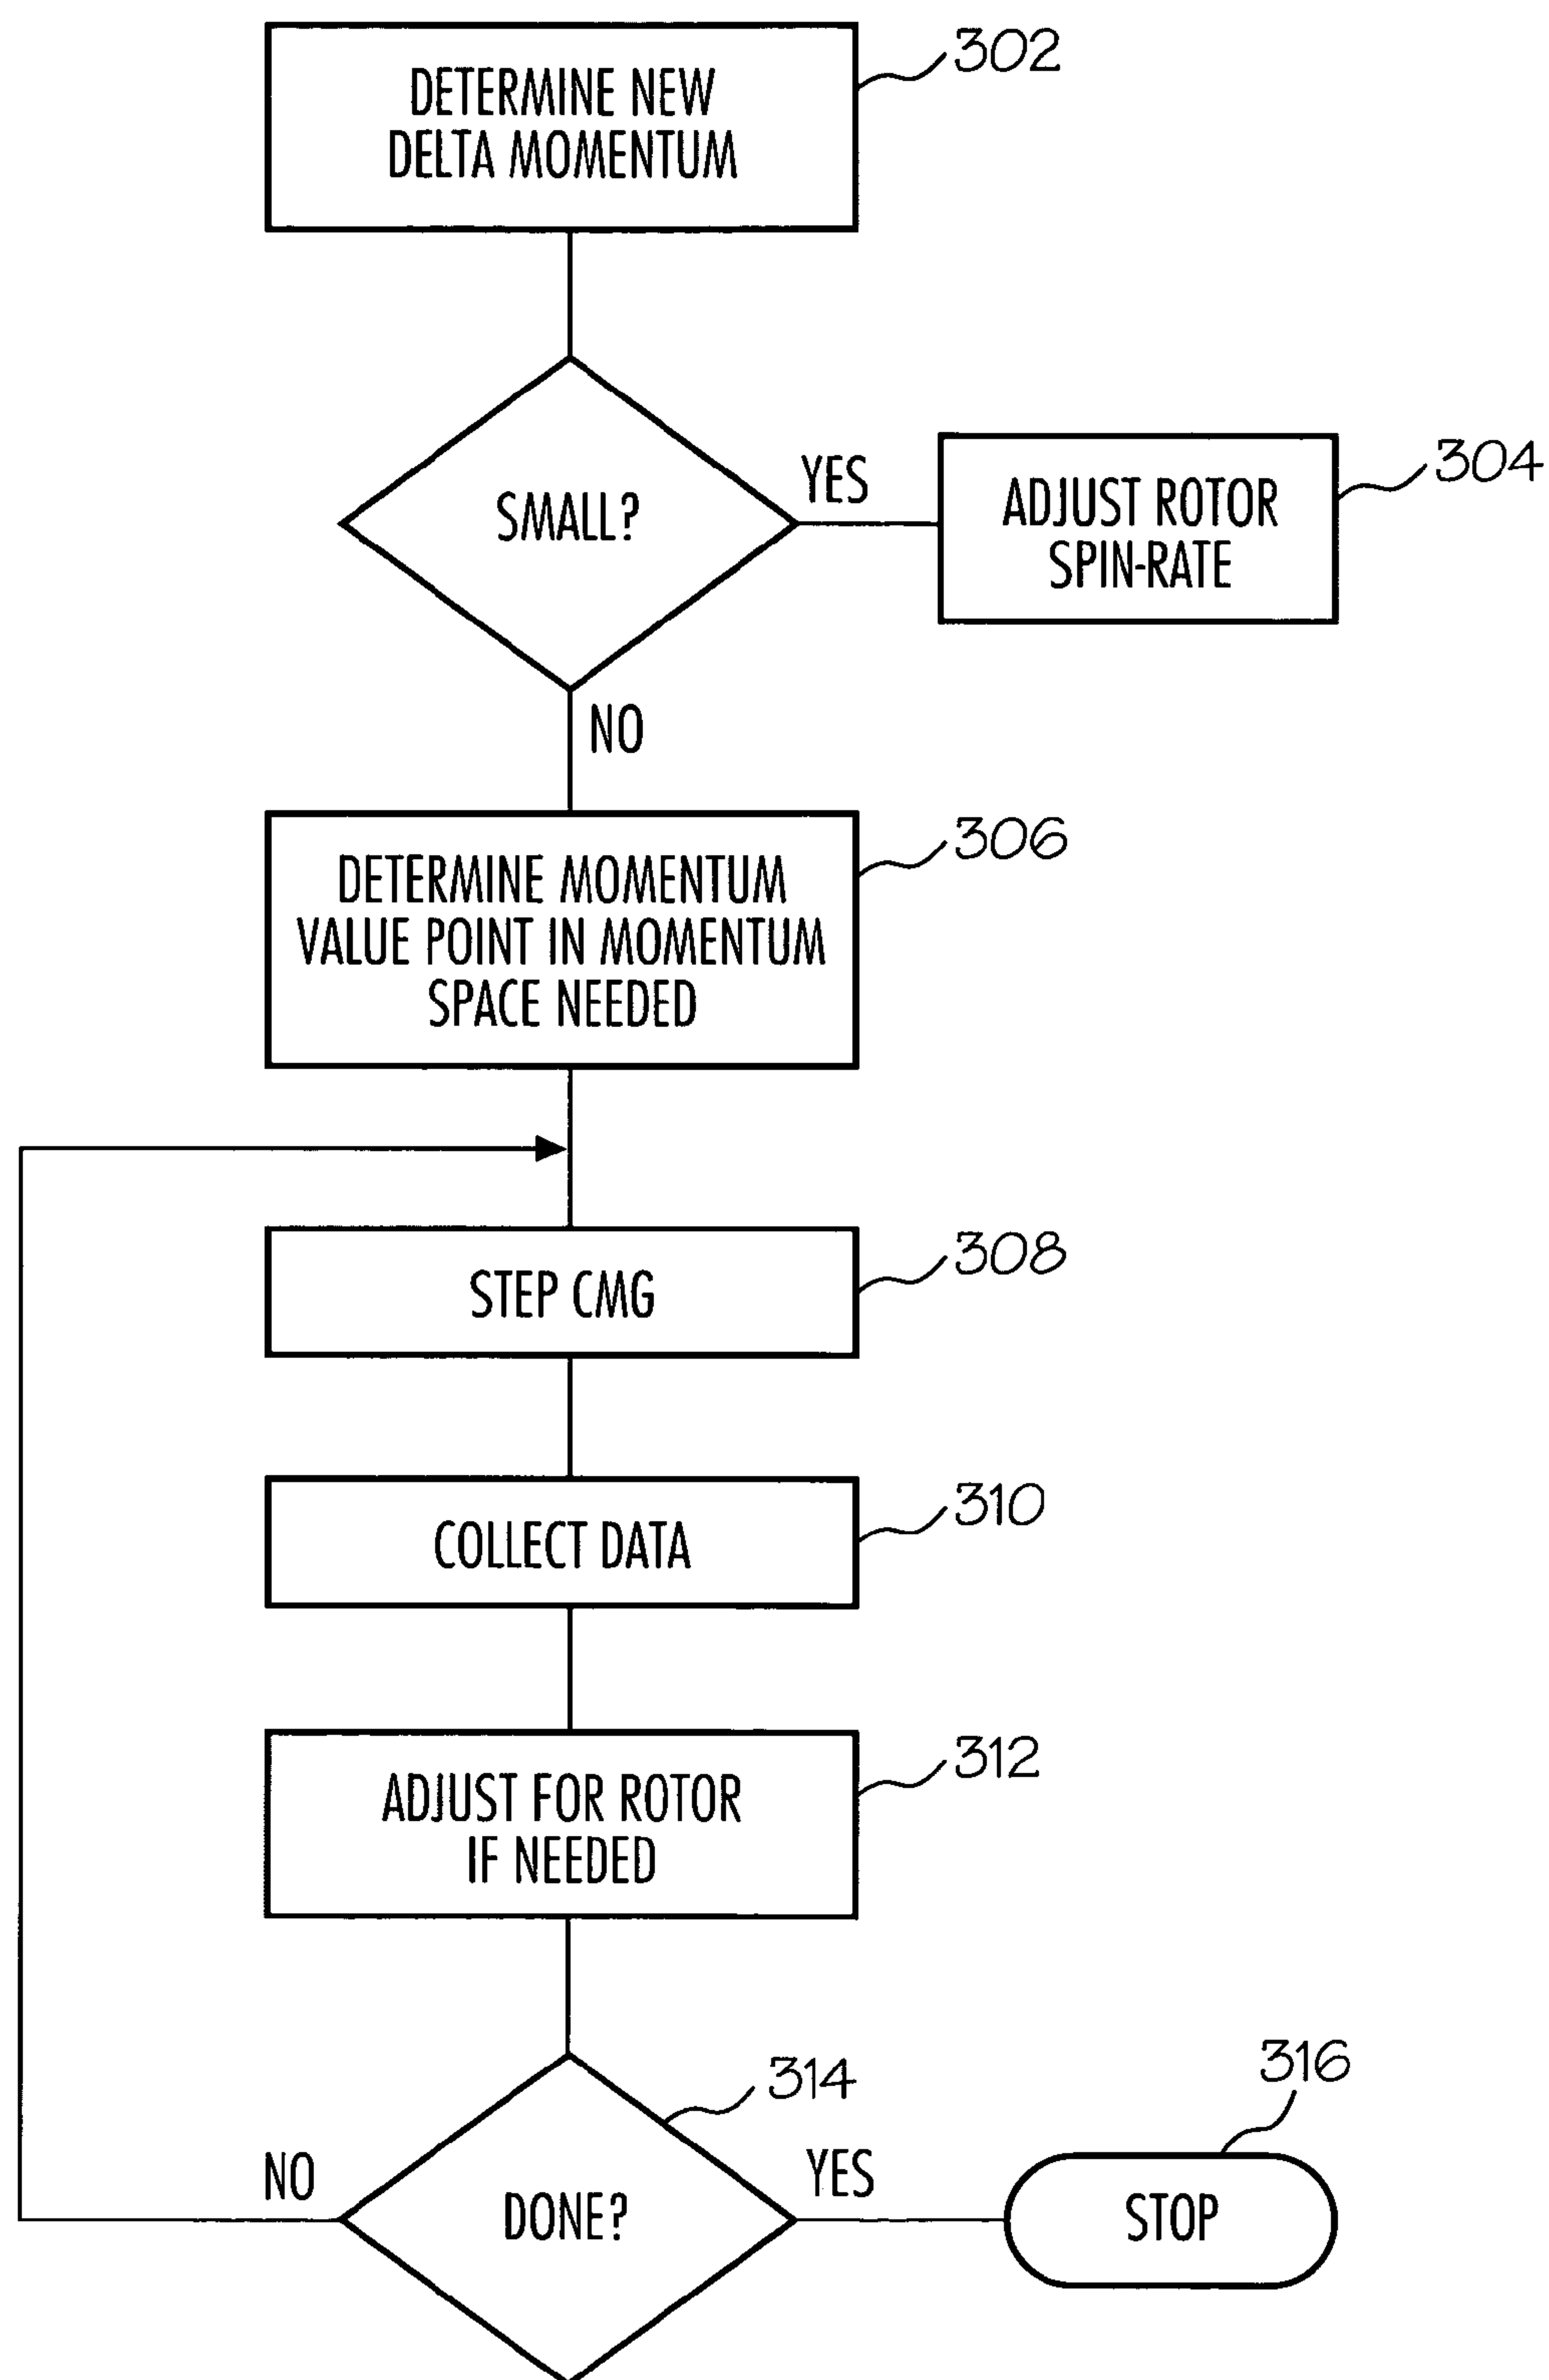 DETERMINE NEW
DELTA MOMENTUM
302
SMALL?
YES
ADJUST ROTOR
SPIN-RATE
304
NO
DETERMINE MOMENTUM
VALUE POINT IN MOMENTUM
SPACE NEEDED
306
STEP CMG
308
COLLECT DATA
310
ADJUST FOR ROTOR
IF NEEDED
312
314
316
NO
DONE?
YES
STOP